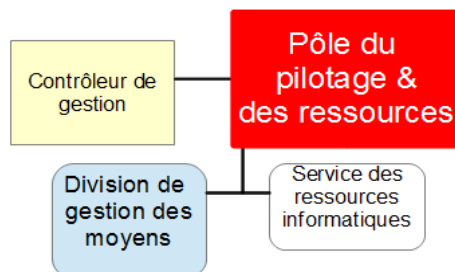 Pôle du
pilotage &
des ressources
Contrôleur de
gestion
Division de
gestion des
moyens
Service des
ressources
informatiques